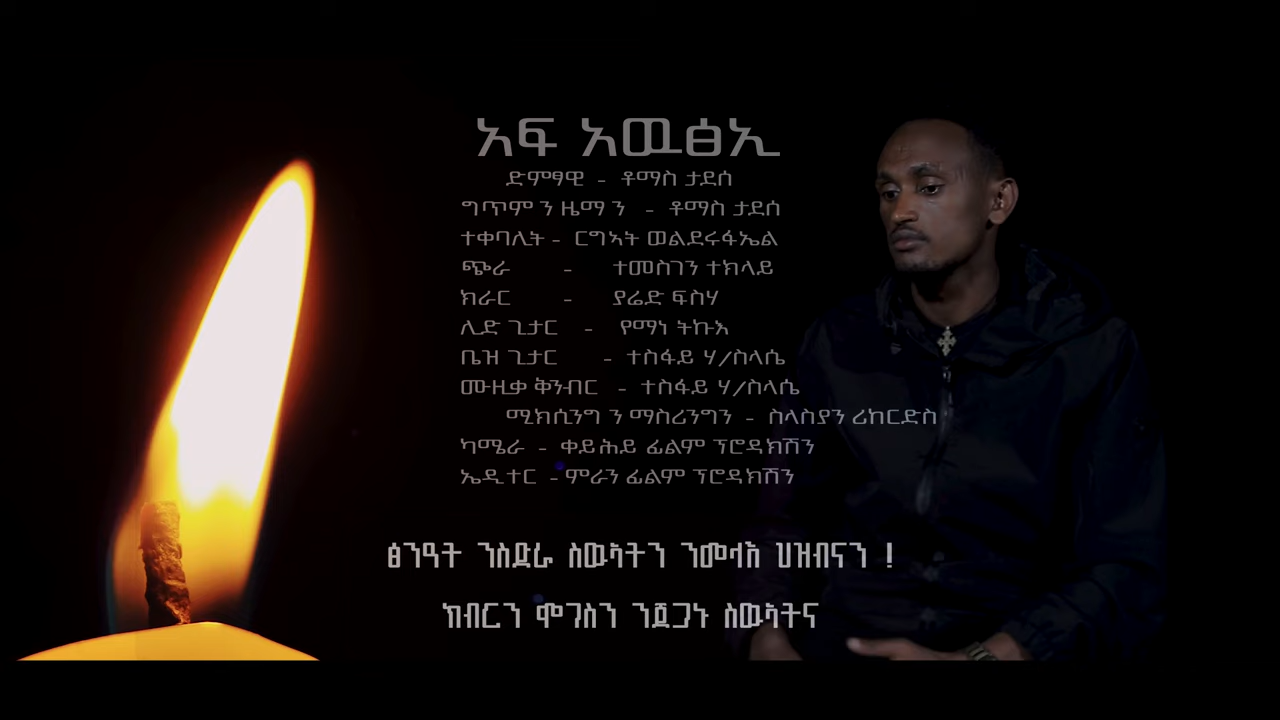 አፍ አዉፅኢ
ድምፃዊ - ቶማስ ታደሰ
ግጥም ን ዜማ ን - ቶማስ ታደሰ
ተቀባሊት - ርግኣት ወልደሩፋኤል
ጭራ - ተመስገን ተክላይ
ክራር - ያሬድ ፍስሃ
ሊድ ጊታር - የማነ ትኩእ
ቤዝ ጊታር - ተስፋይ ሃ/ስላሴ
ሙዚቃ ቅንብር - ተስፋይ ሃ/ስላሴ
ሚክሲንግ ን ማስሪንግን - ስላስያን ሪከርድስ
ካሜራ - ቀይሕይ ፊልም ፕሮዳክሽን
ኤዲተር - ምራን ፊልም ፕሮዳክሽን
ፅንዓት ንስድራ ስውኣትን ንመላእ ህዝብናን !
ክብርን ሞገስን ንጀጋኑ ስውኣትና